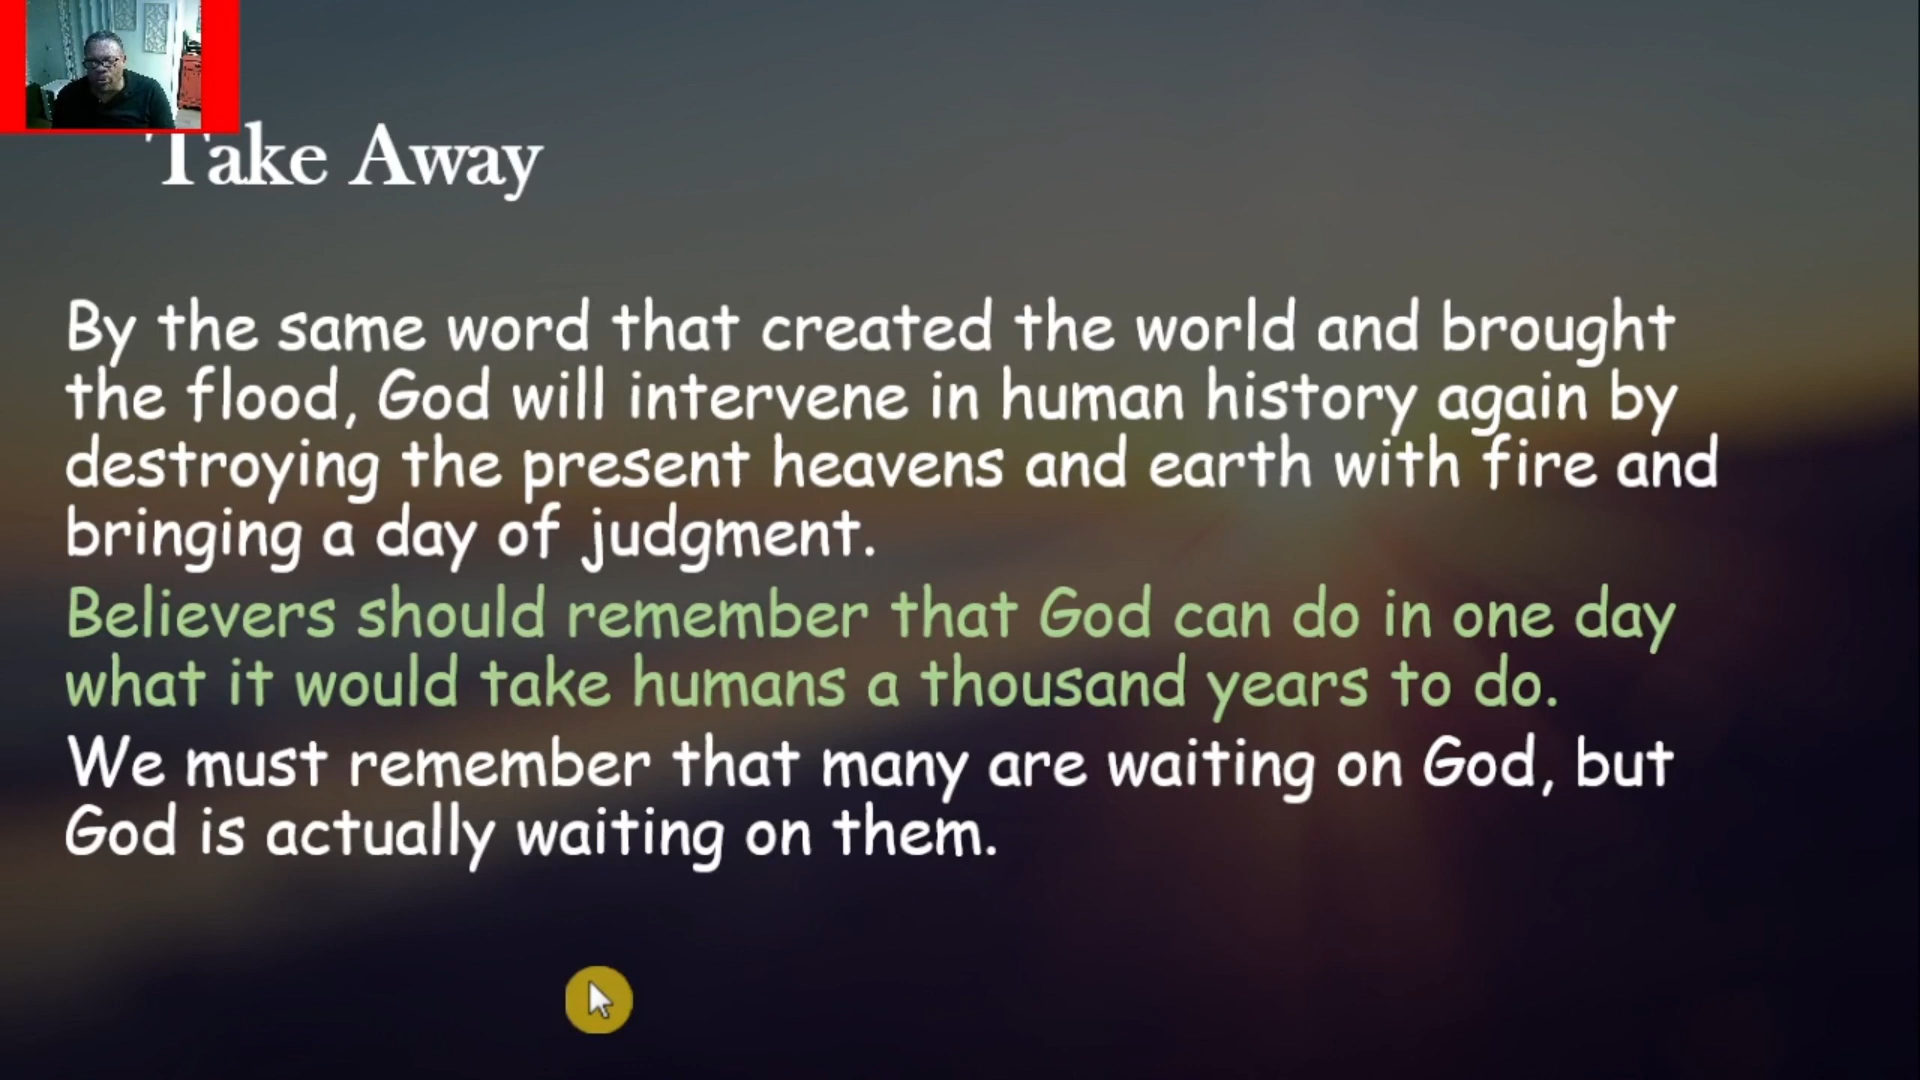 Take Away
By the same word that created the world and brought
the flood, God will intervene in human history again by
destroying the present heavens and earth with fire and
bringing a day of judgment.
Believers should remember that God can do in one day
what it would take humans a thousand years to do.
We must remember that many are waiting on God, but
God is actually waiting on them.